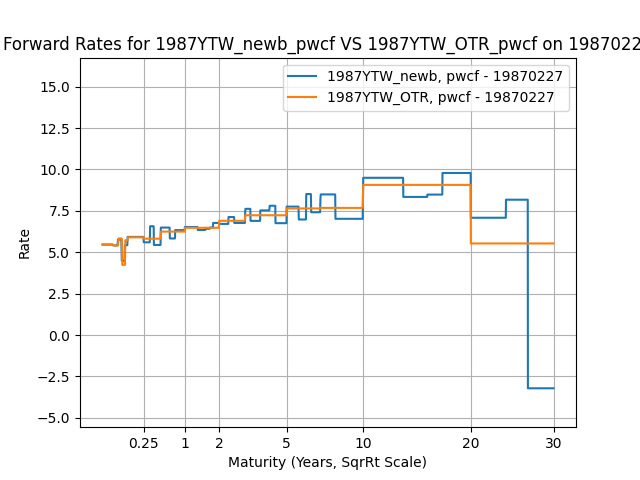 Forward Rates for 1987YTW_newb_pwcf VS 1987YTW_OTR_pwcf on 1987022
1987YTW_newb, pwcf - 19870227
1987YTW_OTR, pwcf - 19870227
15.0
12.5
10.0
7.5
5.0
2.5
0.0
−2.5
−5.0
Rate
0.25 1 2 5 10 20 30
Maturity (Years, SqrRt Scale)